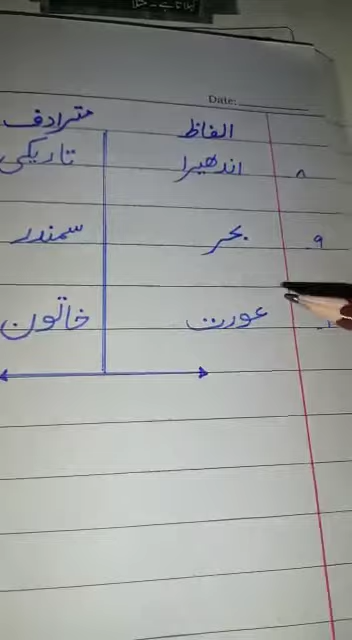 Date:
الفاظ مترادف
۸ اندھیرا تاریکی
۹۔ بحر سمندر
عورت خاتون